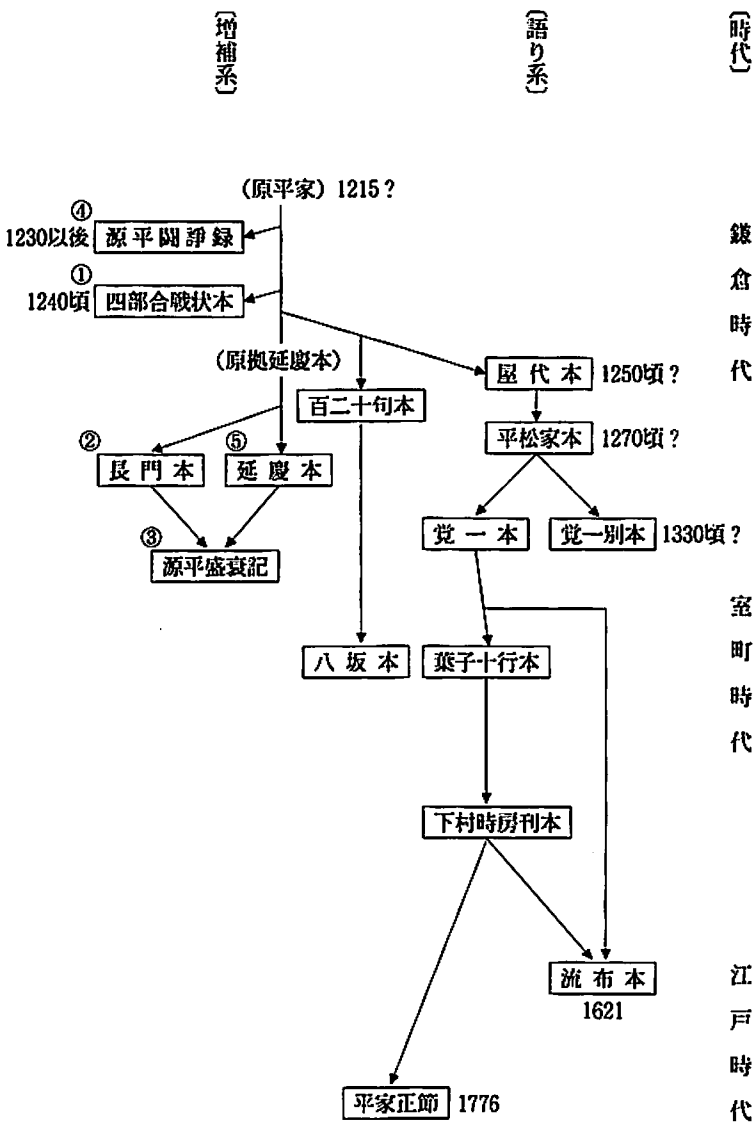 〔時代〕
〔語り系〕
〔増補系〕
鎌倉時代
室町時代
江戸時代
（原平家）1215？
④
1230以後 源平闘諍録
①
1240頃 四部合戦状本
（原拠延慶本）
百二十句本
屋代本 1250頃？
平松家本 1270頃？
②
長門本
⑤
延慶本
③
源平盛衰記
覚一本
覚一別本 1330頃？
八坂本
葉子十行本
下村時房刊本
流布本
1621
平家正節 1776